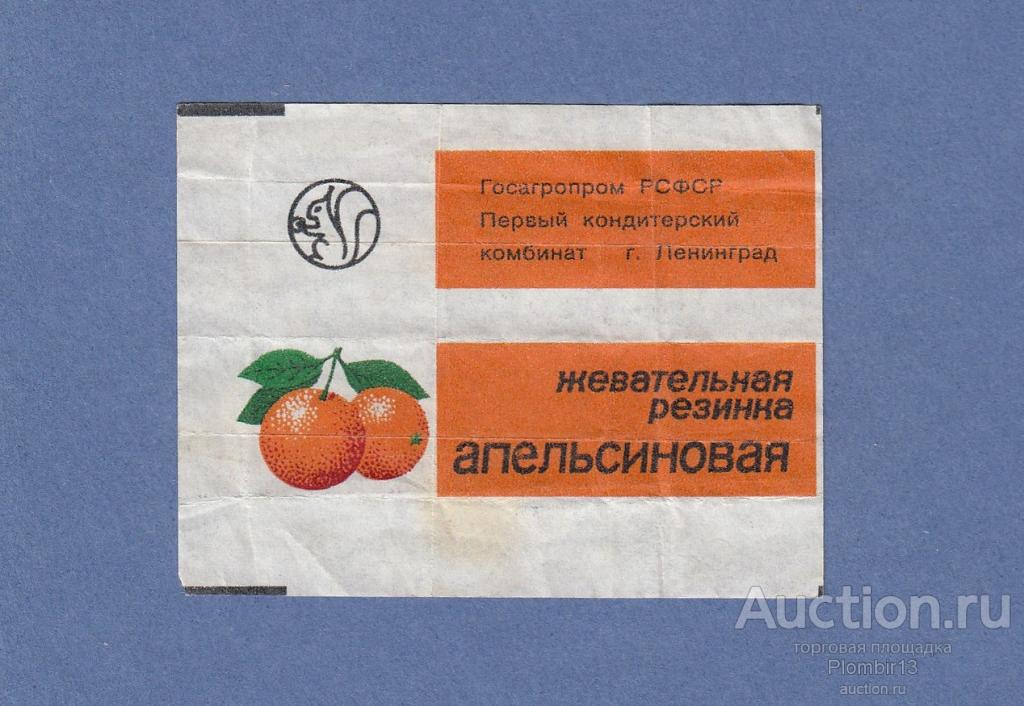 Госагропром РСФСР
Первый кондитерский
комбинат г. Ленинград
жевательная
резинка
апельсиновая
Auction.ru
торговая площадка
Plombir13
auction.ru